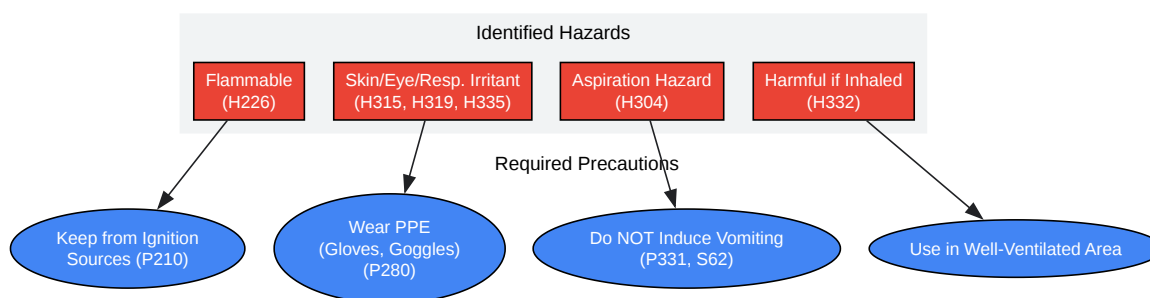 Identified Hazards
Flammable
(H226)
Skin/Eye/Resp. Irritant
(H315, H319, H335)
Aspiration Hazard
(H304)
Harmful if Inhaled
(H332)
Required Precautions
Keep from Ignition
Sources (P210)
Wear PPE
(Gloves, Goggles)
(P280)
Do NOT Induce Vomiting
(P331, S62)
Use in Well-Ventilated Area